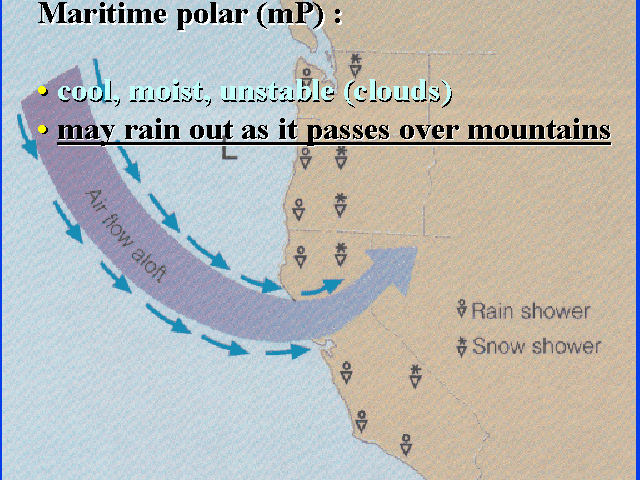 Maritime polar (mP) :
• cool, moist, unstable (clouds)
• may rain out as it passes over mountains
L
Air flow aloft
Rain shower
Snow shower